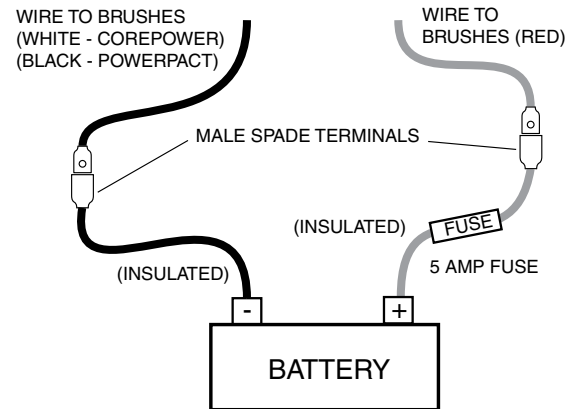 WIRE TO BRUSHES
(WHITE - COREPOWER)
(BLACK - POWERPACT)
WIRE TO
BRUSHES (RED)
MALE SPADE TERMINALS
(INSULATED)
FUSE
(INSULATED)
5 AMP FUSE
-
+
BATTERY